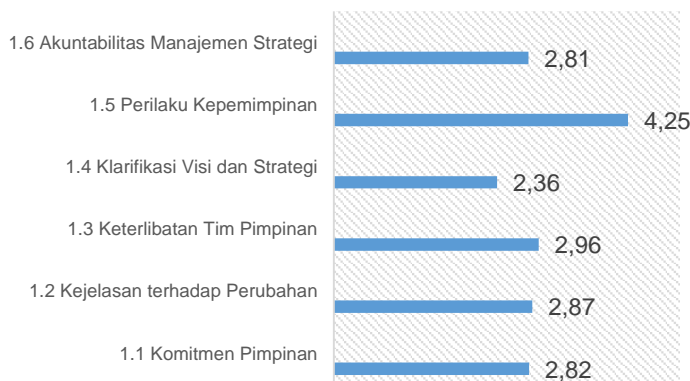 1.6 Akuntabilitas Manajemen Strategi
2,81
1.5 Perilaku Kepemimpinan
4,25
1.4 Klarifikasi Visi dan Strategi
2,36
1.3 Keterlibatan Tim Pimpinan
2,96
1.2 Kejelasan terhadap Perubahan
2,87
1.1 Komitmen Pimpinan
2,82